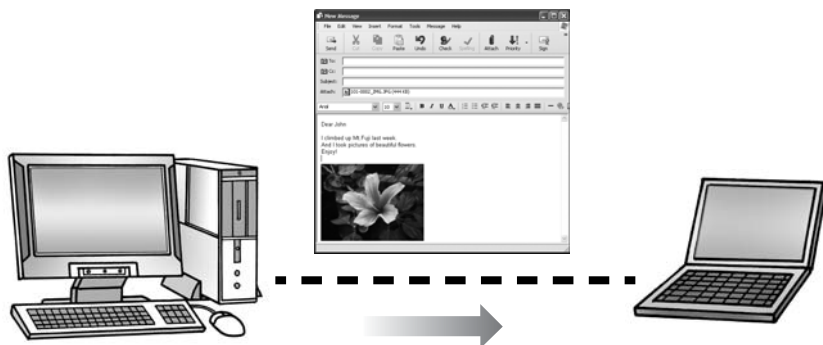 New Message
File Edit View Insert Format Tools Message Help
Send Cut Copy Paste Undo Check Spelling Attach Priority Sign
To:
Cc:
Subject:
Attach:
Arial 10 B I U A
Dear John
I climbed up Mt.Fuji last week.
And I took pictures of beautiful flowers.
Enjoy!